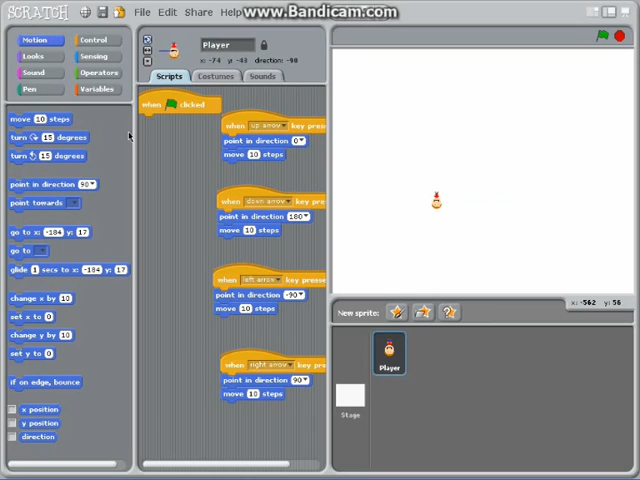 SCRATCH File Edit Share Help www.Bandicam.com
Motion Control
Looks Sensing
Sound Operators
Pen Variables
Player
x: -74 y: -43 direction: -90
Scripts Costumes Sounds
move 10 steps
turn 15 degrees
turn 15 degrees
point in direction 90
point towards
go to x: -184 y: 17
go to
glide 1 secs to x: -184 y: 17
change x by 10
set x to 0
change y by 10
set y to 0
if on edge, bounce
x position
y position
direction
when clicked
when up arrow key press
point in direction 0
move 10 steps
when down arrow key pre
point in direction 180
move 10 steps
when left arrow key presse
point in direction -90
move 10 steps
when right arrow key pres
point in direction 90
move 10 steps
x: -562 y: 56
New sprite:
Player
Stage